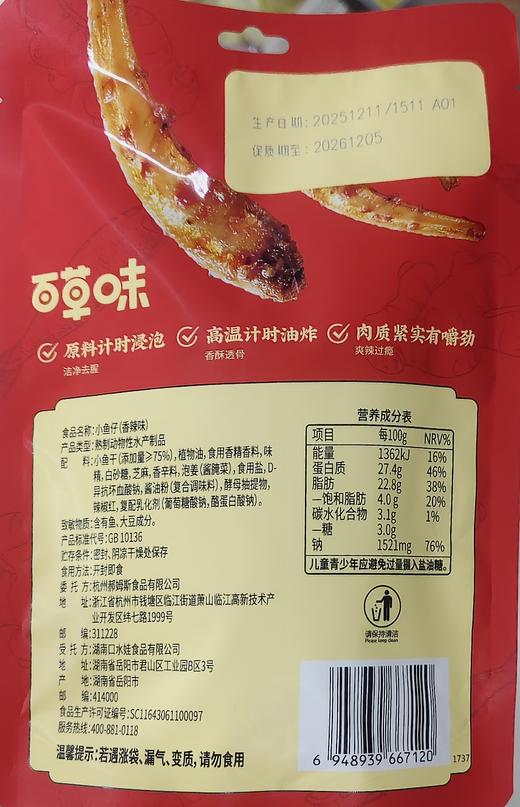 生产日期:20251211/1511 A01
保质期至:20261205
百草味
原料计时浸泡
洁净去腥
高温计时油炸
香酥透骨
肉质紧实有嚼劲
爽辣过瘾
食品名称:小鱼仔(香辣味)
产品类型:熟制动物性水产制品
配 料:小鱼干(添加量≥75%),植物油,食用香精香料,味
精,白砂糖,芝麻,香辛料,泡姜(酱腌菜),食用盐,D-
异抗坏血酸钠,酱油粉(复合调味料),酵母抽提物,
辣椒红,复配乳化剂(葡萄糖酸钠,酪蛋白酸钠)。
致敏物质:含有鱼、大豆成分。
产品标准代号:GB 10136
贮存条件:密封、阴凉干燥处保存
食用方法:开封即食
委 托 方:杭州郝姆斯食品有限公司
地 址:浙江省杭州市钱塘区临江街道萧山临江高新技术产
业开发区纬七路1999号
邮 编:311228
受 托 方:湖南口水娃食品有限公司
地 址:湖南省岳阳市君山区工业园B区3号
产 地:湖南省岳阳市
邮 编:414000
食品生产许可证编号:SC11643061100097
服务热线:400-881-0118
温馨提示:若遇涨袋、漏气、变质,请勿食用
营养成分表
项目 每100g NRV%
能量 1362kJ 16%
蛋白质 27.4g 46%
脂肪 22.8g 38%
—饱和脂肪 4.0g 20%
碳水化合物 3.1g 1%
—糖 3.0g
钠 1521mg 76%
儿童青少年应避免过量摄入盐油糖。
请保持清洁
Please keep clean
6 948939 667120
1737